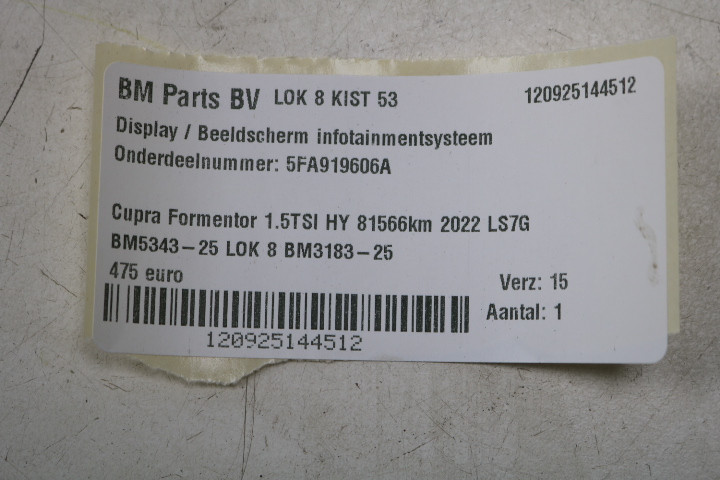 BM Parts BV LOK 8 KIST 53 120925144512
Display / Beeldscherm infotainmentsysteem
Onderdeelnummer: 5FA919606A
Cupra Formentor 1.5TSI HY 81566km 2022 LS7G
BM5343-25 LOK 8 BM3183-25
475 euro Verz: 15
Aantal: 1
120925144512